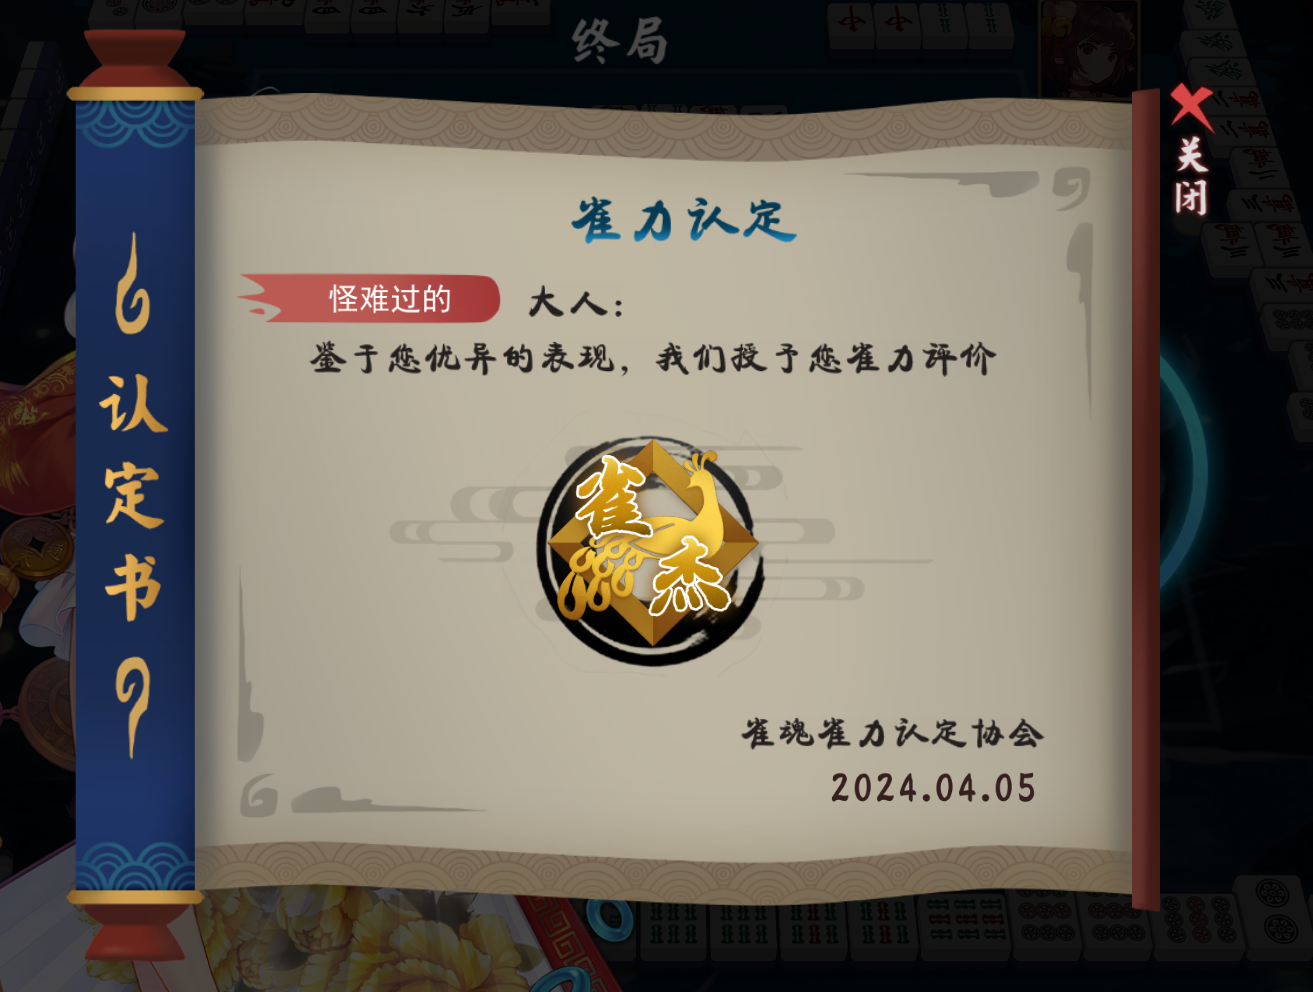 终局
关闭
认定书
雀力认定
怪难过的 大人：
鉴于您优异的表现，我们授予您雀力评价
雀杰
雀魂雀力认定协会
2024.04.05